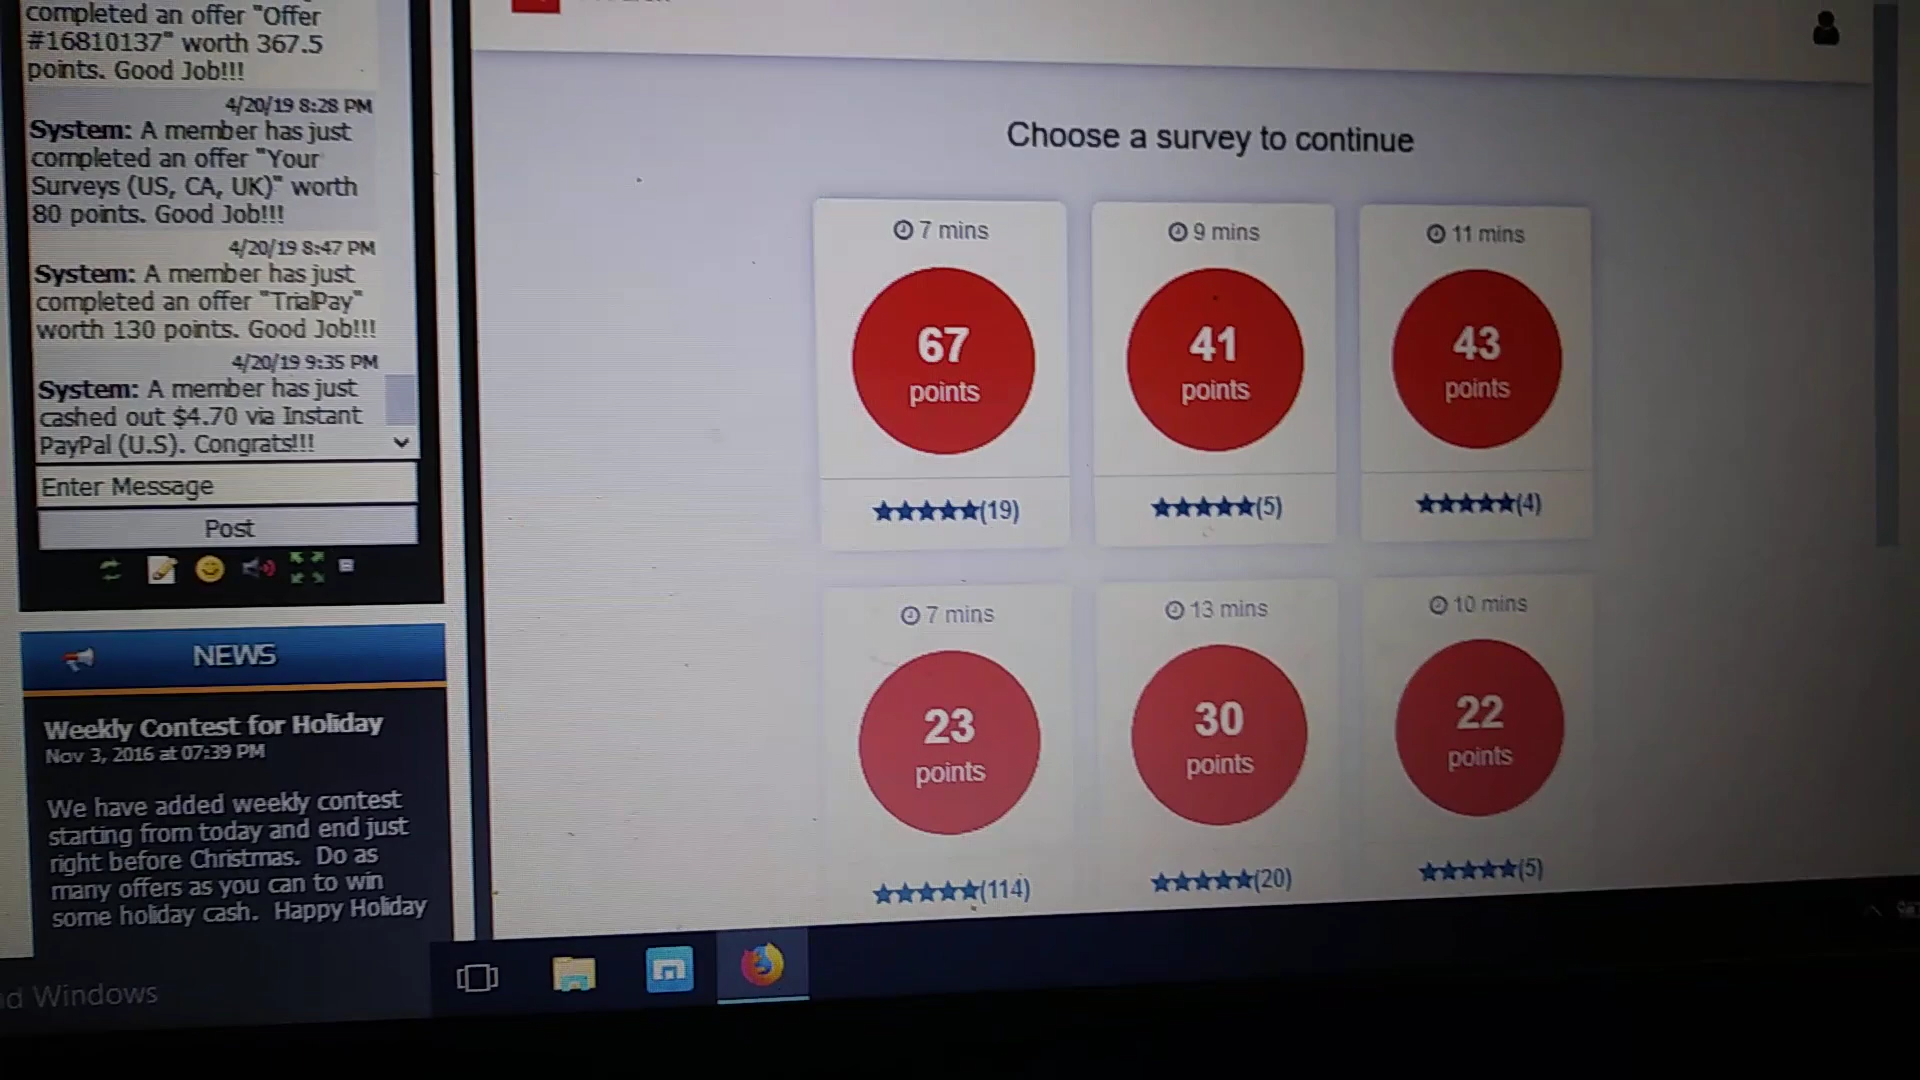 completed an offer "Offer
#16810137" worth 367.5
points. Good Job!!!
4/20/19 8:28 PM
System: A member has just
completed an offer "Your
Surveys (US, CA, UK)" worth
80 points. Good Job!!!
4/20/19 8:47 PM
System: A member has just
completed an offer "TrialPay"
worth 130 points. Good Job!!!
4/20/19 9:35 PM
System: A member has just
cashed out $4.70 via Instant
PayPal (U.S). Congrats!!!
Enter Message
Post
NEWS
Weekly Contest for Holiday
Nov 3, 2016 at 07:39 PM
We have added weekly contest
starting from today and end just
right before Christmas. Do as
many offers as you can to win
some holiday cash. Happy Holiday
Windows
Choose a survey to continue
7 mins
67
points
(19)
9 mins
41
points
(5)
11 mins
43
points
(4)
7 mins
23
points
(114)
13 mins
30
points
(20)
10 mins
22
points
(5)